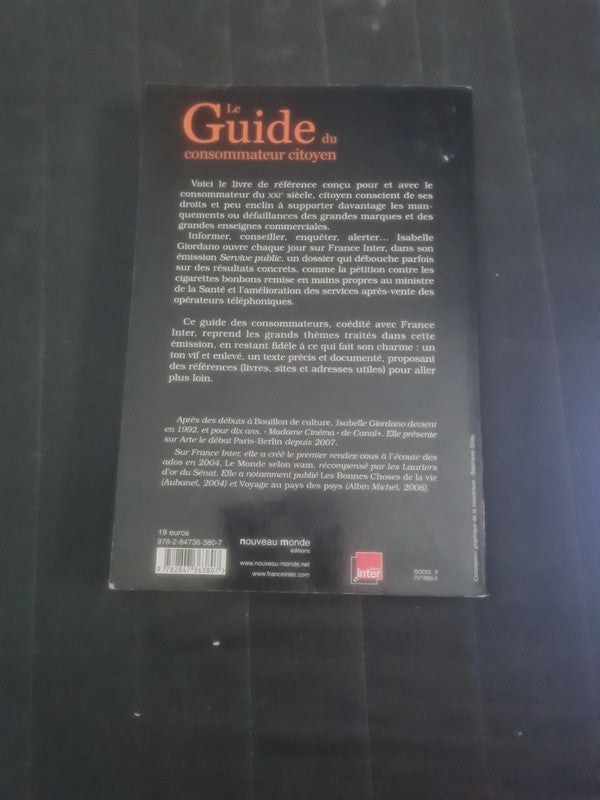 Le
Guide du
consommateur citoyen
Voici le livre de référence conçu pour et avec le
consommateur du XXIe siècle, citoyen conscient de ses
droits et peu enclin à supporter davantage les man-
quements ou défaillances des grandes marques et des
grandes enseignes commerciales.
Informer, conseiller, enquêter, alerter... Isabelle
Giordano ouvre chaque jour sur France Inter, dans son
émission Servive public, un dossier qui débouche parfois
sur des résultats concrets, comme la pétition contre les
cigarettes bonbons remise en mains propres au ministre
de la Santé et l'amélioration des services après-vente des
opérateurs téléphoniques.
Ce guide des consommateurs, coédité avec France
Inter, reprend les grands thèmes traités dans cette
émission, en restant fidèle à ce qui fait son charme : un
ton vif et enlevé, un texte précis et documenté, proposant
des références (livres, sites et adresses utiles) pour aller
plus loin.
Après des débuts à Bouillon de culture, Isabelle Giordano devient
en 1992, et pour dix ans, « Madame Cinéma » de Canal+. Elle présente
sur Arte le débat Paris-Berlin depuis 2007.
Sur France Inter, elle a créé le premier rendez-vous à l'écoute des
ados en 2004, Le Monde selon wam, récompensé par les Lauriers
d'or du Sénat. Elle a notamment publié Les Bonnes Choses de la vie
(Aubanel, 2004) et Voyage au pays des psys (Albin Michel, 2006).
19 euros
978-2-84736-380-7
9 782847 363807
nouveau monde
éditions
www.nouveau-monde.net
www.franceinter.com
france
inter
SODIS
Conception graphique de la couverture : Stéphane